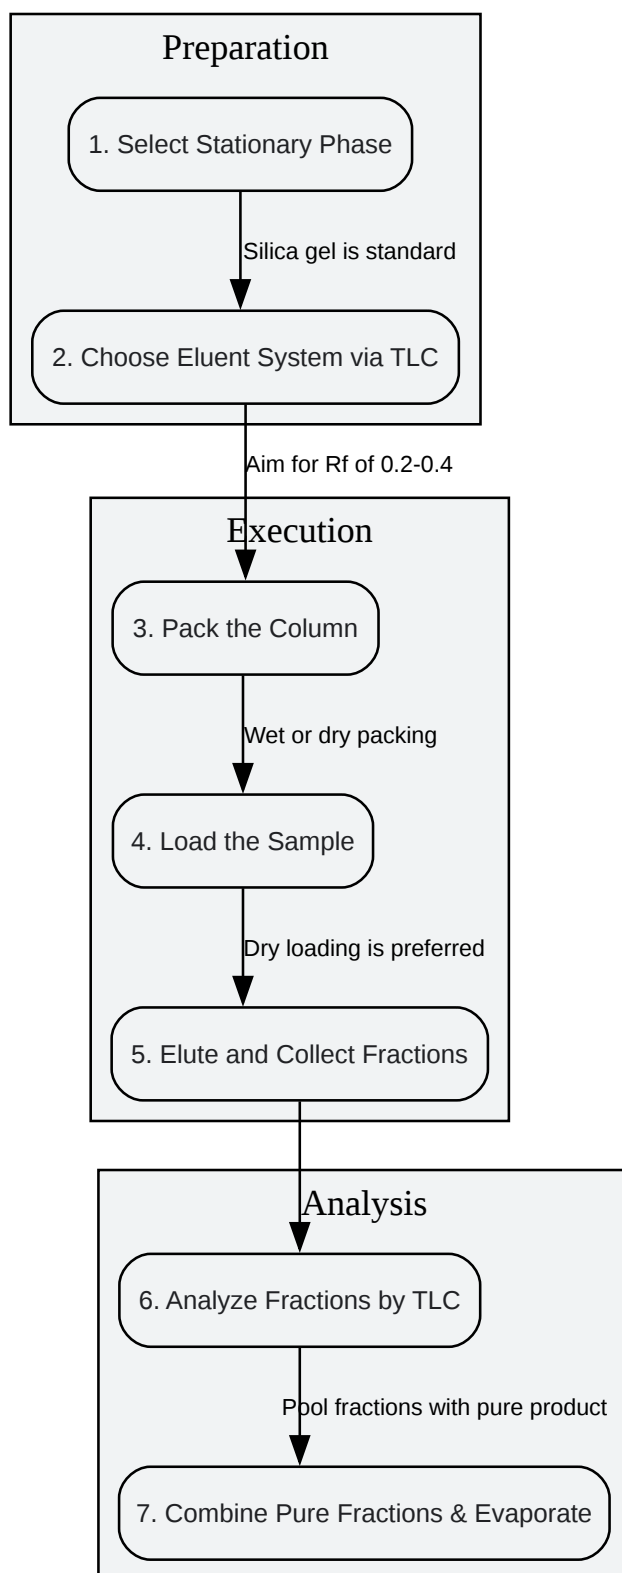 Preparation
1. Select Stationary Phase
Silica gel is standard
2. Choose Eluent System via TLC
Aim for Rf of 0.2-0.4
Execution
3. Pack the Column
Wet or dry packing
4. Load the Sample
Dry loading is preferred
5. Elute and Collect Fractions
Analysis
6. Analyze Fractions by TLC
Pool fractions with pure product
7. Combine Pure Fractions & Evaporate